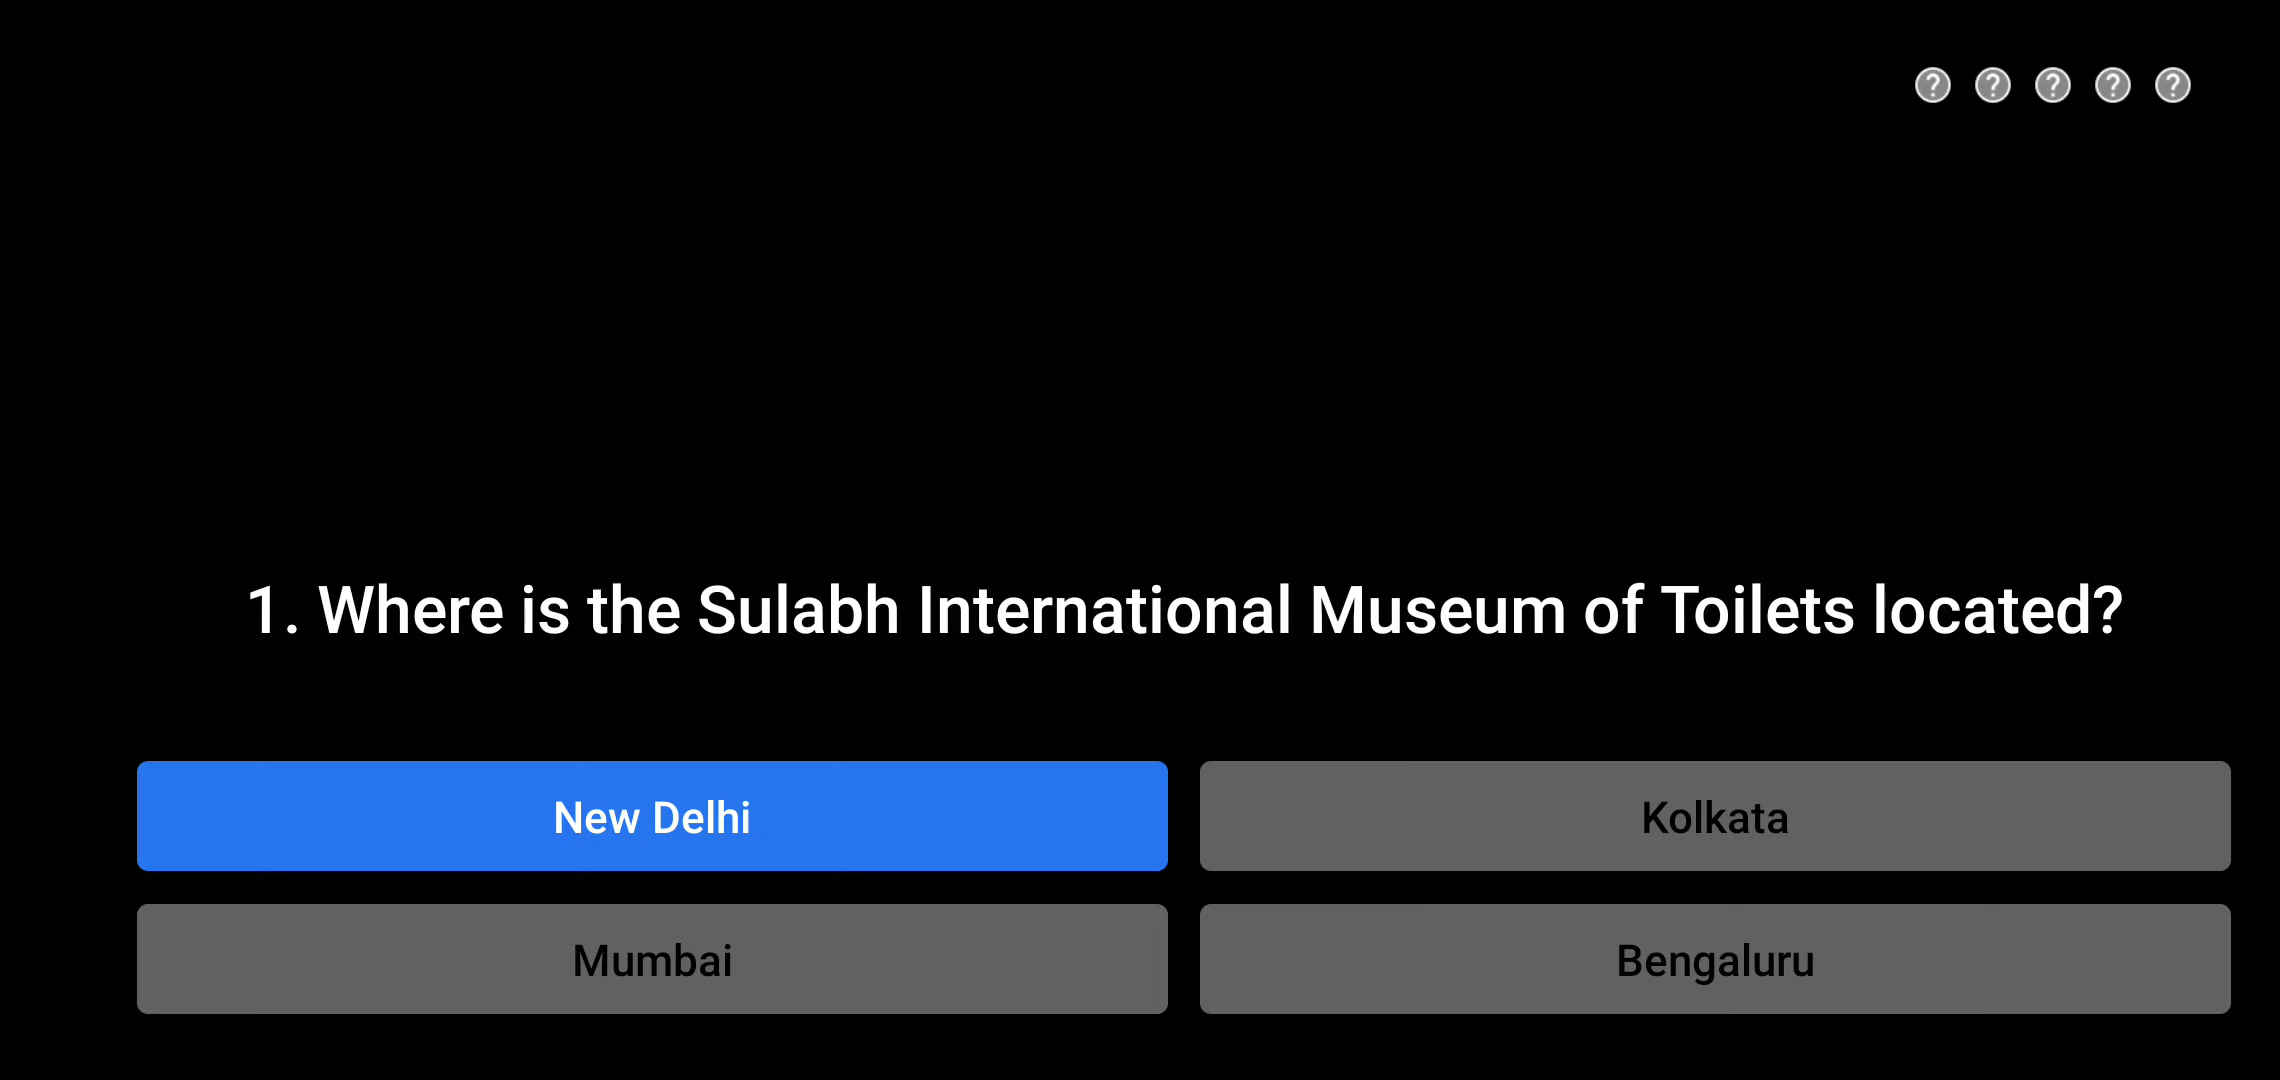 ? ? ? ? ?
1. Where is the Sulabh International Museum of Toilets located?
New Delhi
Kolkata
Mumbai
Bengaluru